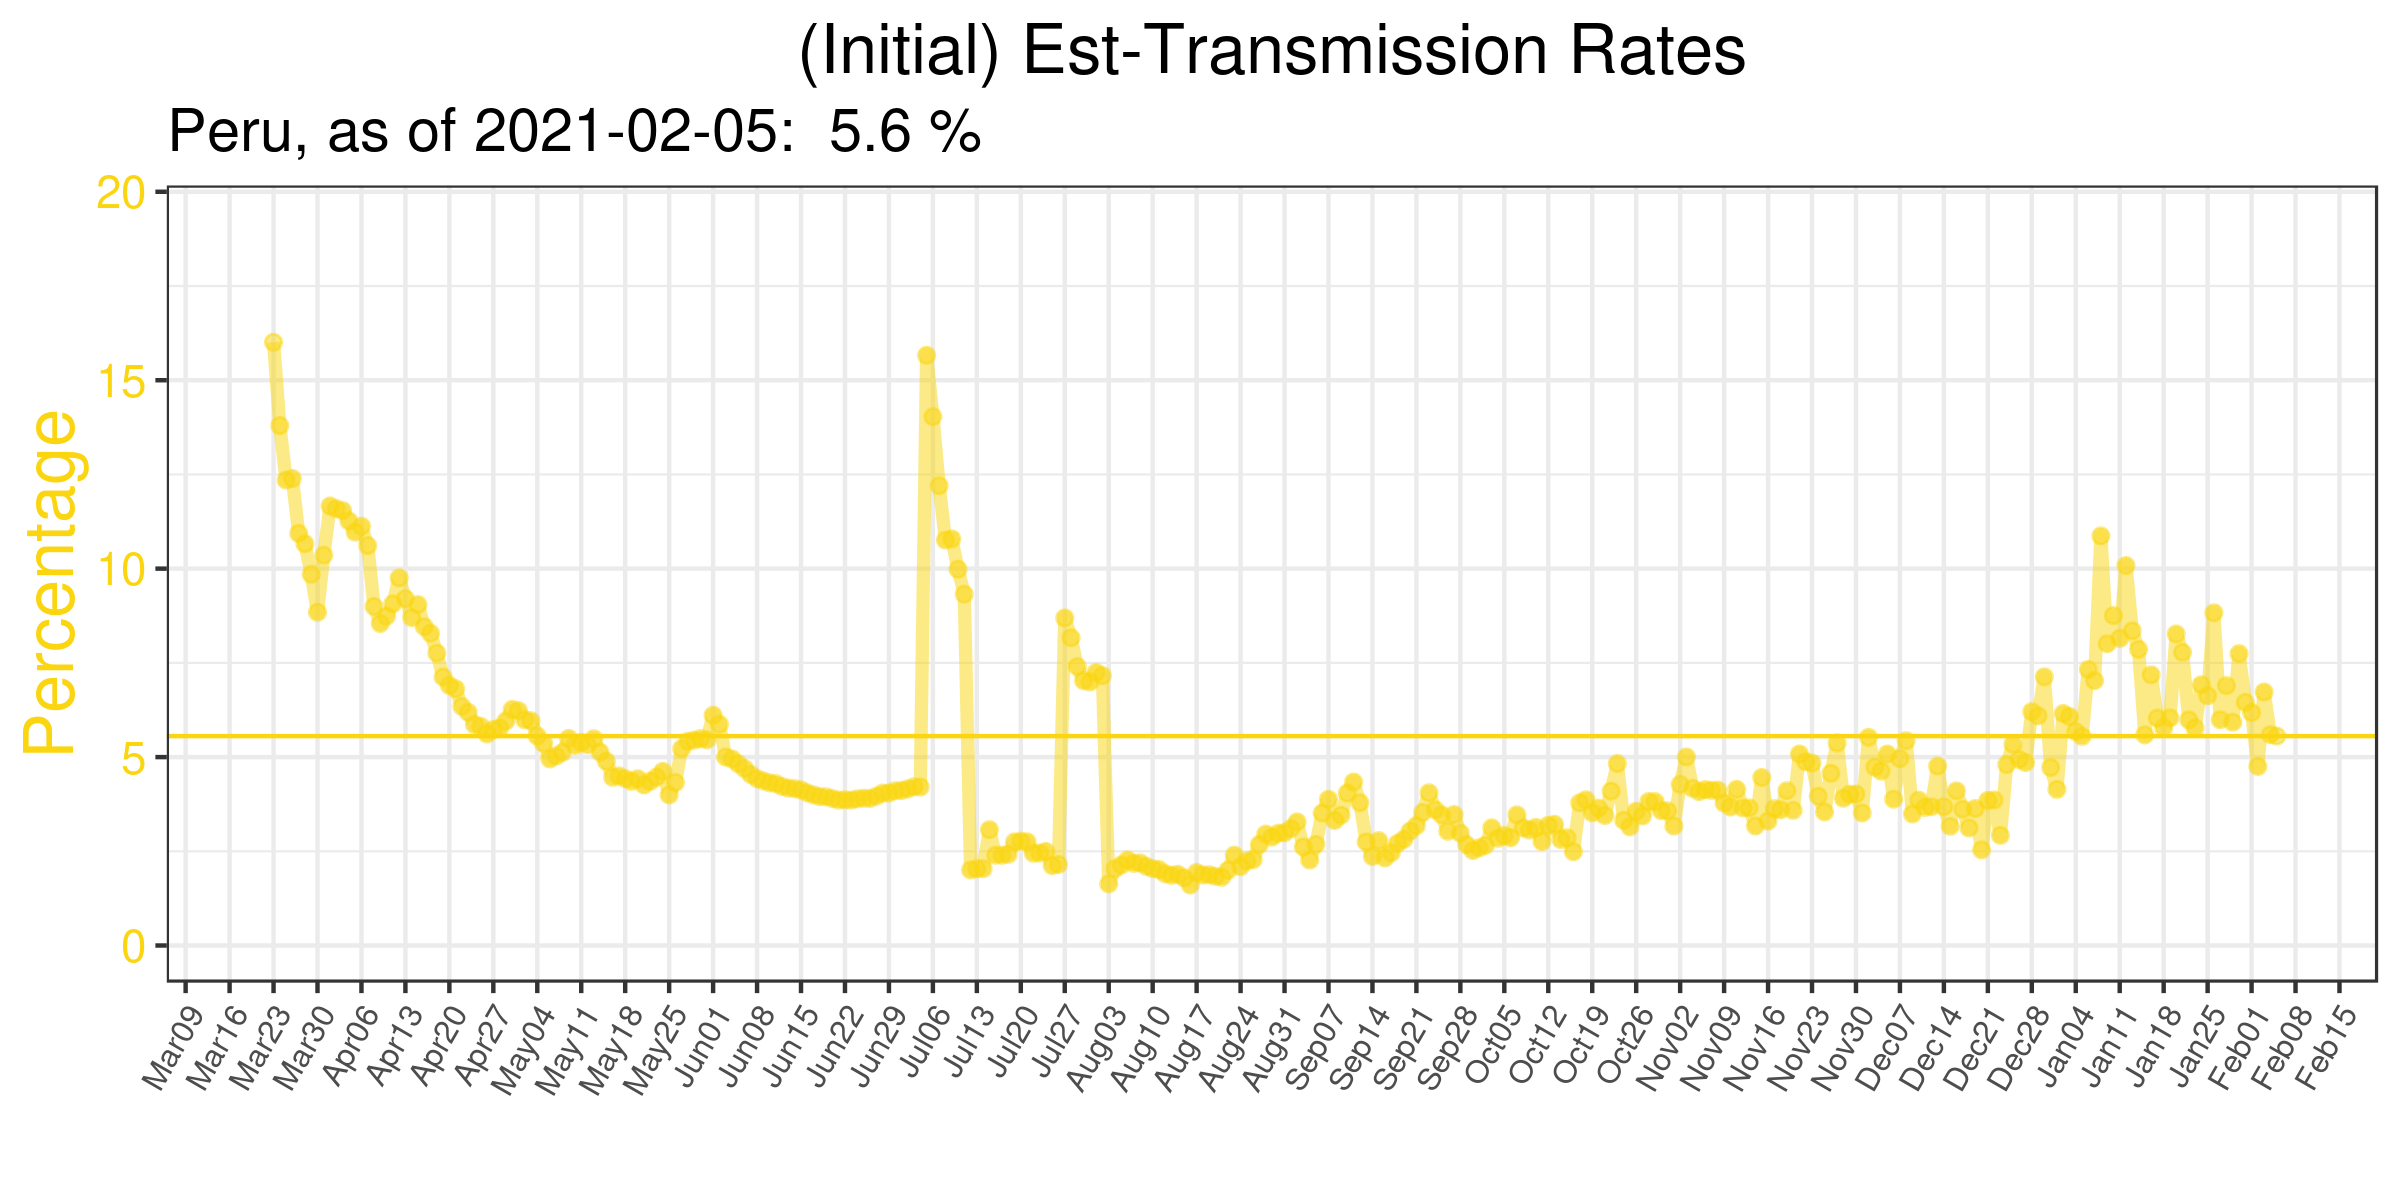 (Initial) Est-Transmission Rates
Peru, as of 2021-02-05:  5.6 %
Percentage
20
15
10
5
0
Mar09
Mar16
Mar23
Mar30
Apr06
Apr13
Apr20
Apr27
May04
May11
May18
May25
Jun01
Jun08
Jun15
Jun22
Jun29
Jul06
Jul13
Jul20
Jul27
Aug03
Aug10
Aug17
Aug24
Aug31
Sep07
Sep14
Sep21
Sep28
Oct05
Oct12
Oct19
Oct26
Nov02
Nov09
Nov16
Nov23
Nov30
Dec07
Dec14
Dec21
Dec28
Jan04
Jan11
Jan18
Jan25
Feb01
Feb08
Feb15